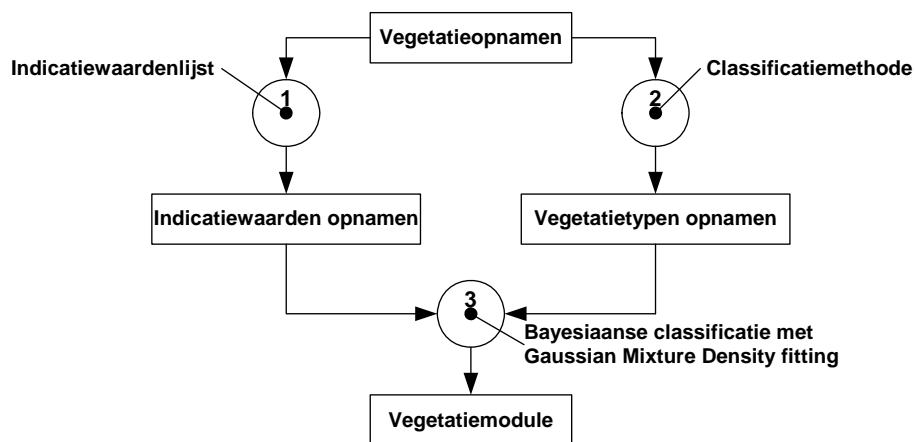 Vegetatieopnamen
Indicatiewaardenlijst
Classificatiemethode
1
2
Indicatiewaarden opnamen
Vegetatietypen opnamen
3
Bayesiaanse classificatie met
Gaussian Mixture Density fitting
Vegetatiemodule